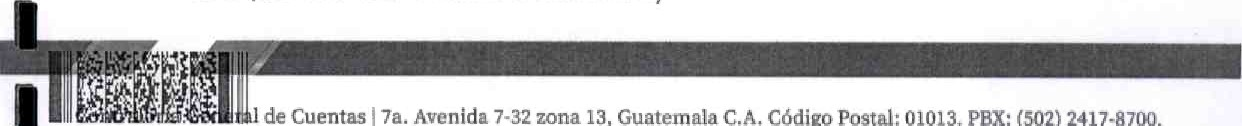 de Cuentas | 7a. Avenida 7-32 zona 13, Guatemala C.A. Código Postal: 01013. PBX: (502) 2417-8700.